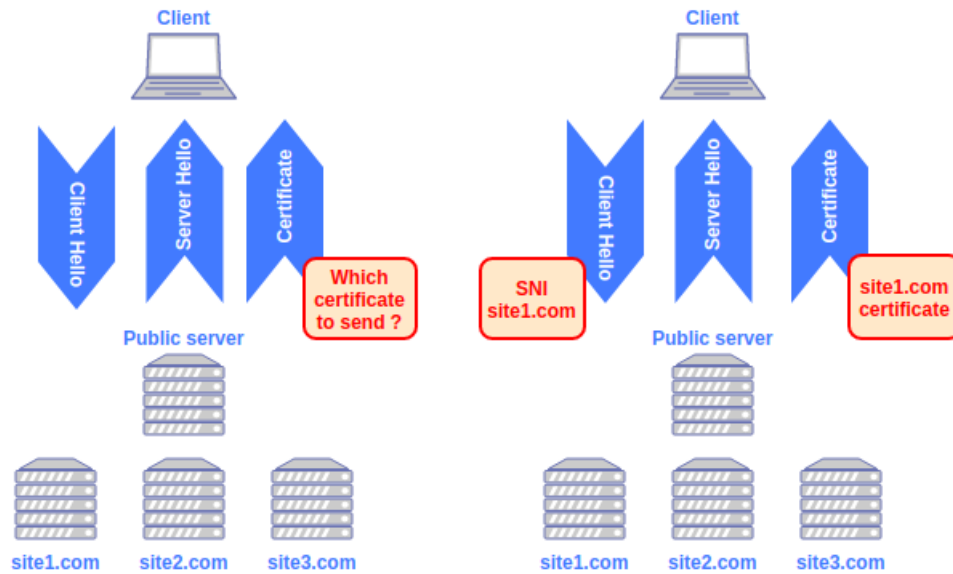 Client
Client Hello
Server Hello
Certificate
Which
certificate
to send ?
Public server
site1.com
site2.com
site3.com
Client
Client Hello
Server Hello
Certificate
SNI
site1.com
site1.com
certificate
Public server
site1.com
site2.com
site3.com